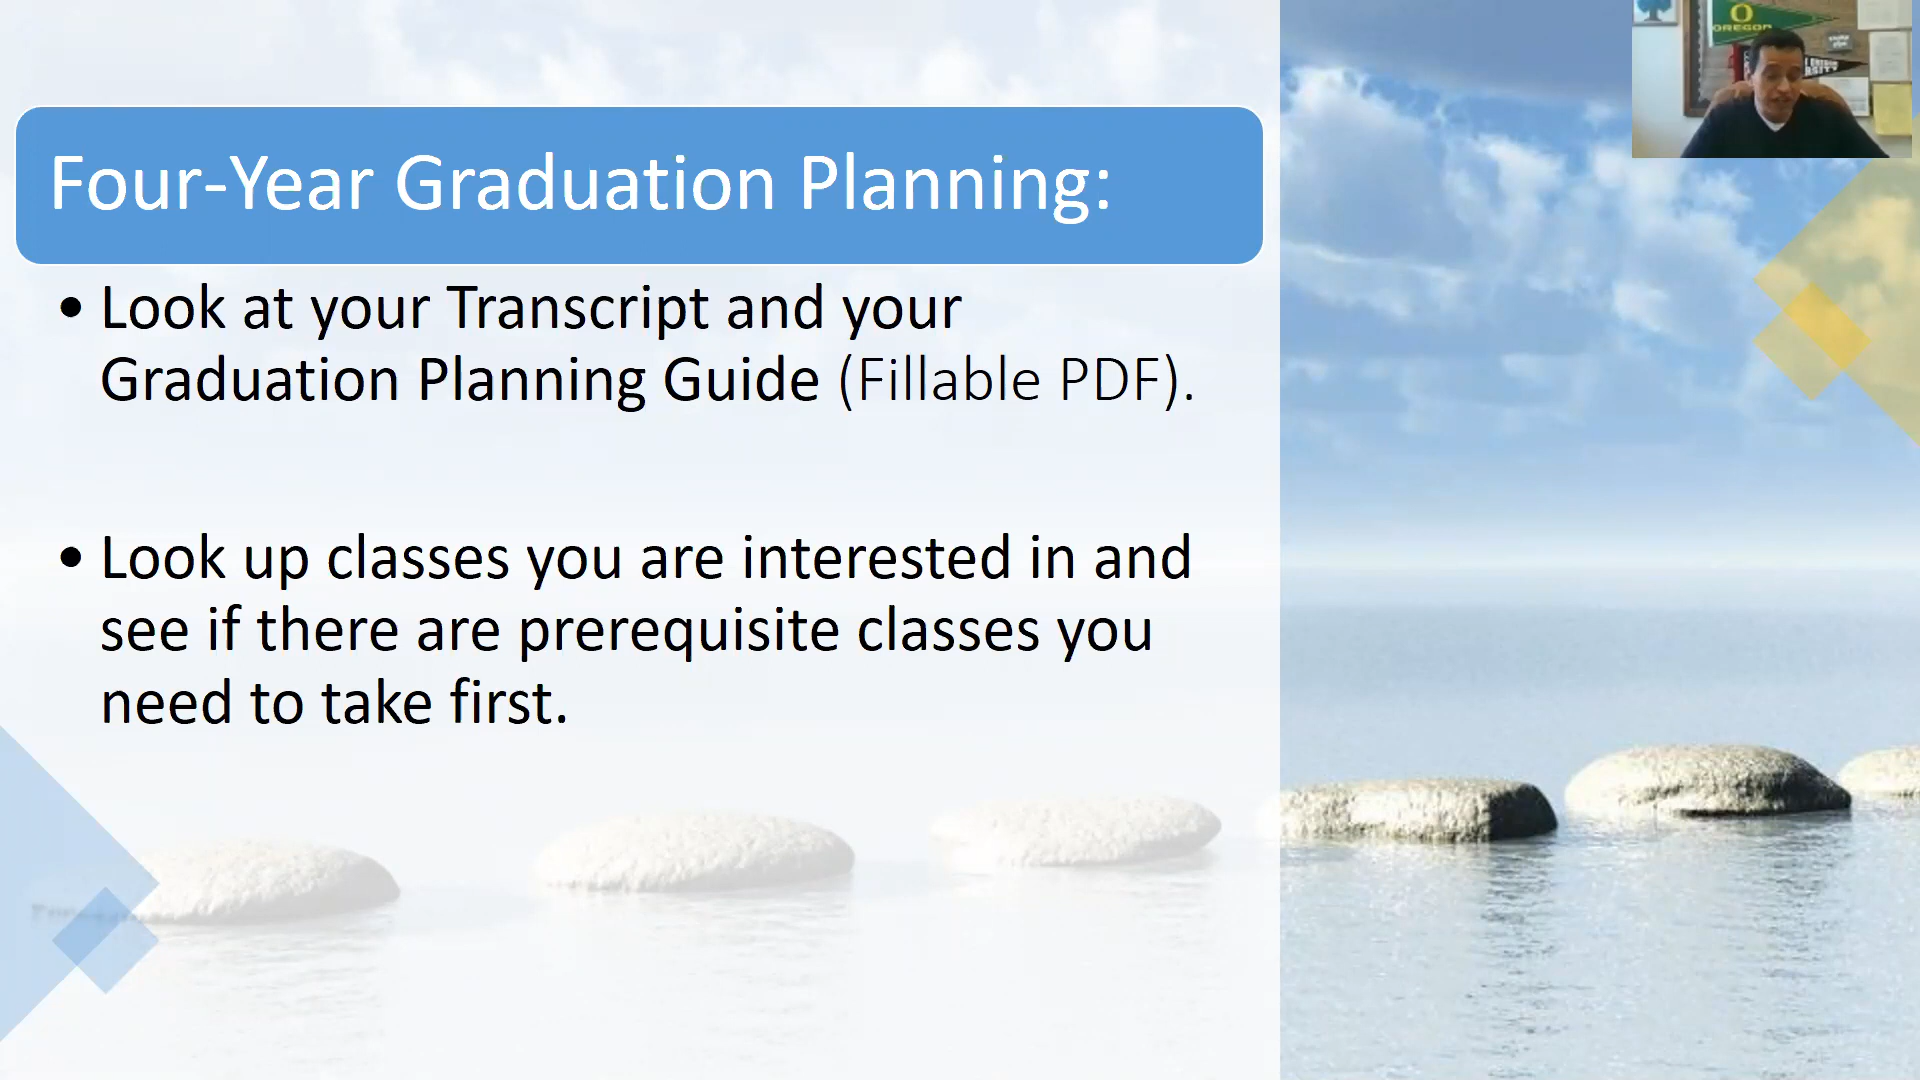 Four-Year Graduation Planning:
• Look at your Transcript and your
Graduation Planning Guide (Fillable PDF).
• Look up classes you are interested in and
see if there are prerequisite classes you
need to take first.
O
OREGON